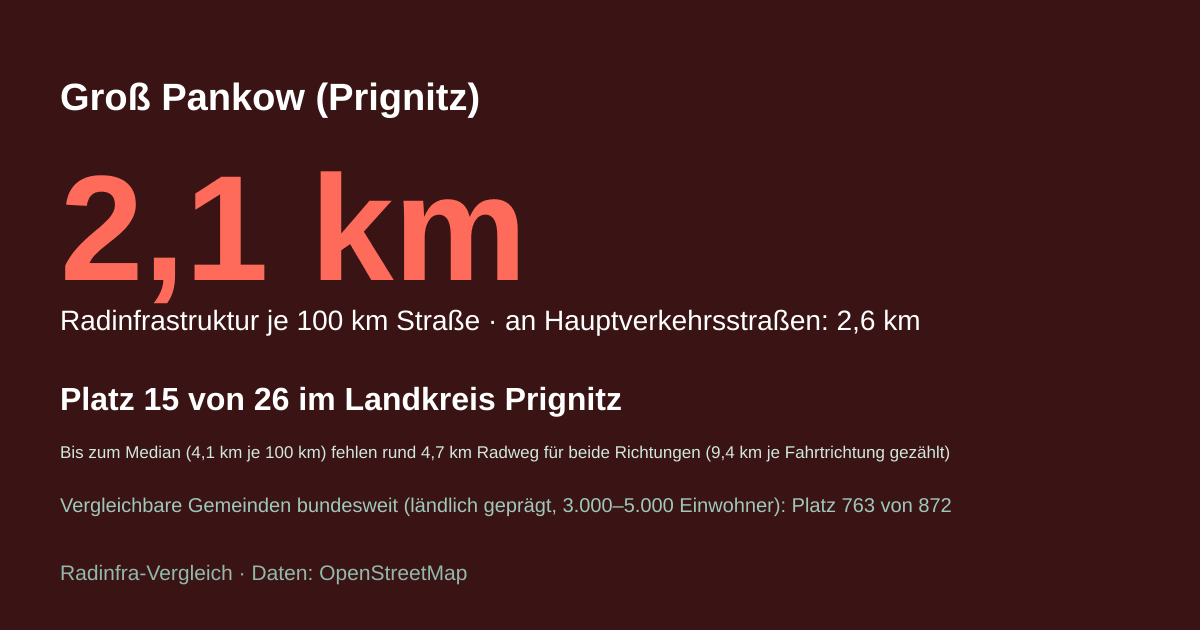 Groß Pankow (Prignitz)
2,1 km
Radinfrastruktur je 100 km Straße · an Hauptverkehrsstraßen: 2,6 km
Platz 15 von 26 im Landkreis Prignitz
Bis zum Median (4,1 km je 100 km) fehlen rund 4,7 km Radweg für beide Richtungen (9,4 km je Fahrtrichtung gezählt)
Vergleichbare Gemeinden bundesweit (ländlich geprägt, 3.000–5.000 Einwohner): Platz 763 von 872
Radinfra-Vergleich · Daten: OpenStreetMap